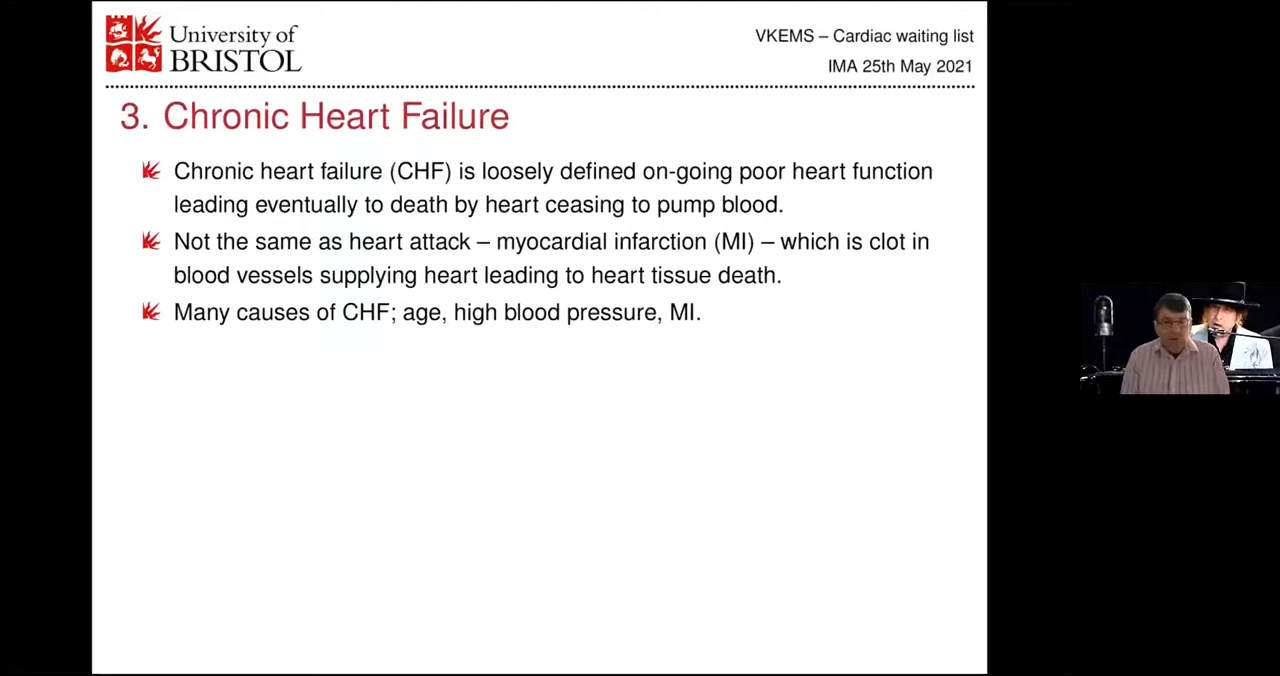 University of
BRISTOL
VKEMS – Cardiac waiting list
IMA 25th May 2021
3. Chronic Heart Failure
Chronic heart failure (CHF) is loosely defined on-going poor heart function
leading eventually to death by heart ceasing to pump blood.
Not the same as heart attack – myocardial infarction (MI) – which is clot in
blood vessels supplying heart leading to heart tissue death.
Many causes of CHF; age, high blood pressure, MI.